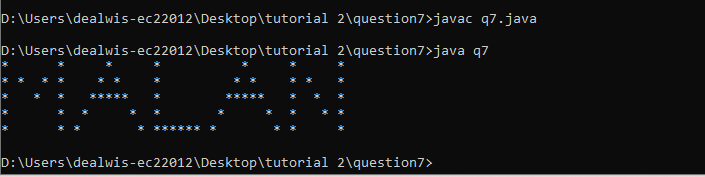 D:\Users\dealwis-ec22012\Desktop\tutorial 2\question7>javac q7.java
D:\Users\dealwis-ec22012\Desktop\tutorial 2\question7>java q7
*      *     *     *          *     *     *
* *  * *    * *    *         * *    * *   *
*   *  *   *****   *       *****   *  *  *
*      *  *     *  *       *     *  *   * *
*      * *       * ****** *       * *     *
D:\Users\dealwis-ec22012\Desktop\tutorial 2\question7>